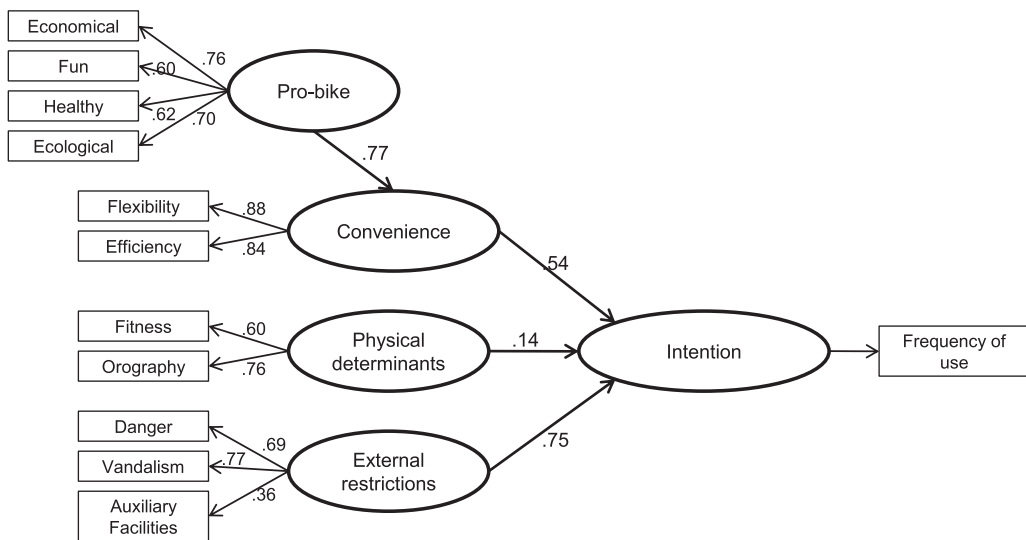 Economical
.76
Fun
.60
Pro-bike
Healthy
.62
.70
Ecological
.77
Flexibility
.88
Convenience
Efficiency
.84
.54
Fitness
.60
Physical
determinants
.14
Intention
Frequency of
use
Orography
.76
Danger
.69
.75
Vandalism
.77
External
restrictions
.36
Auxiliary
Facilities